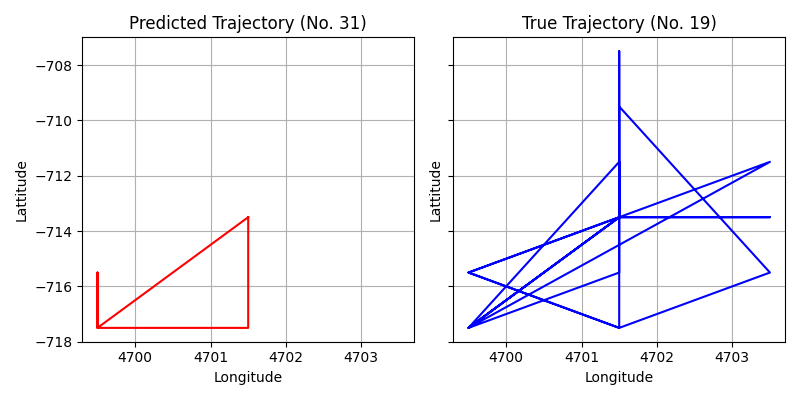 Predicted Trajectory (No. 31)
Lattitude
−708
−710
−712
−714
−716
−718
4700 4701 4702 4703
Longitude
True Trajectory (No. 19)
Lattitude
4700 4701 4702 4703
Longitude